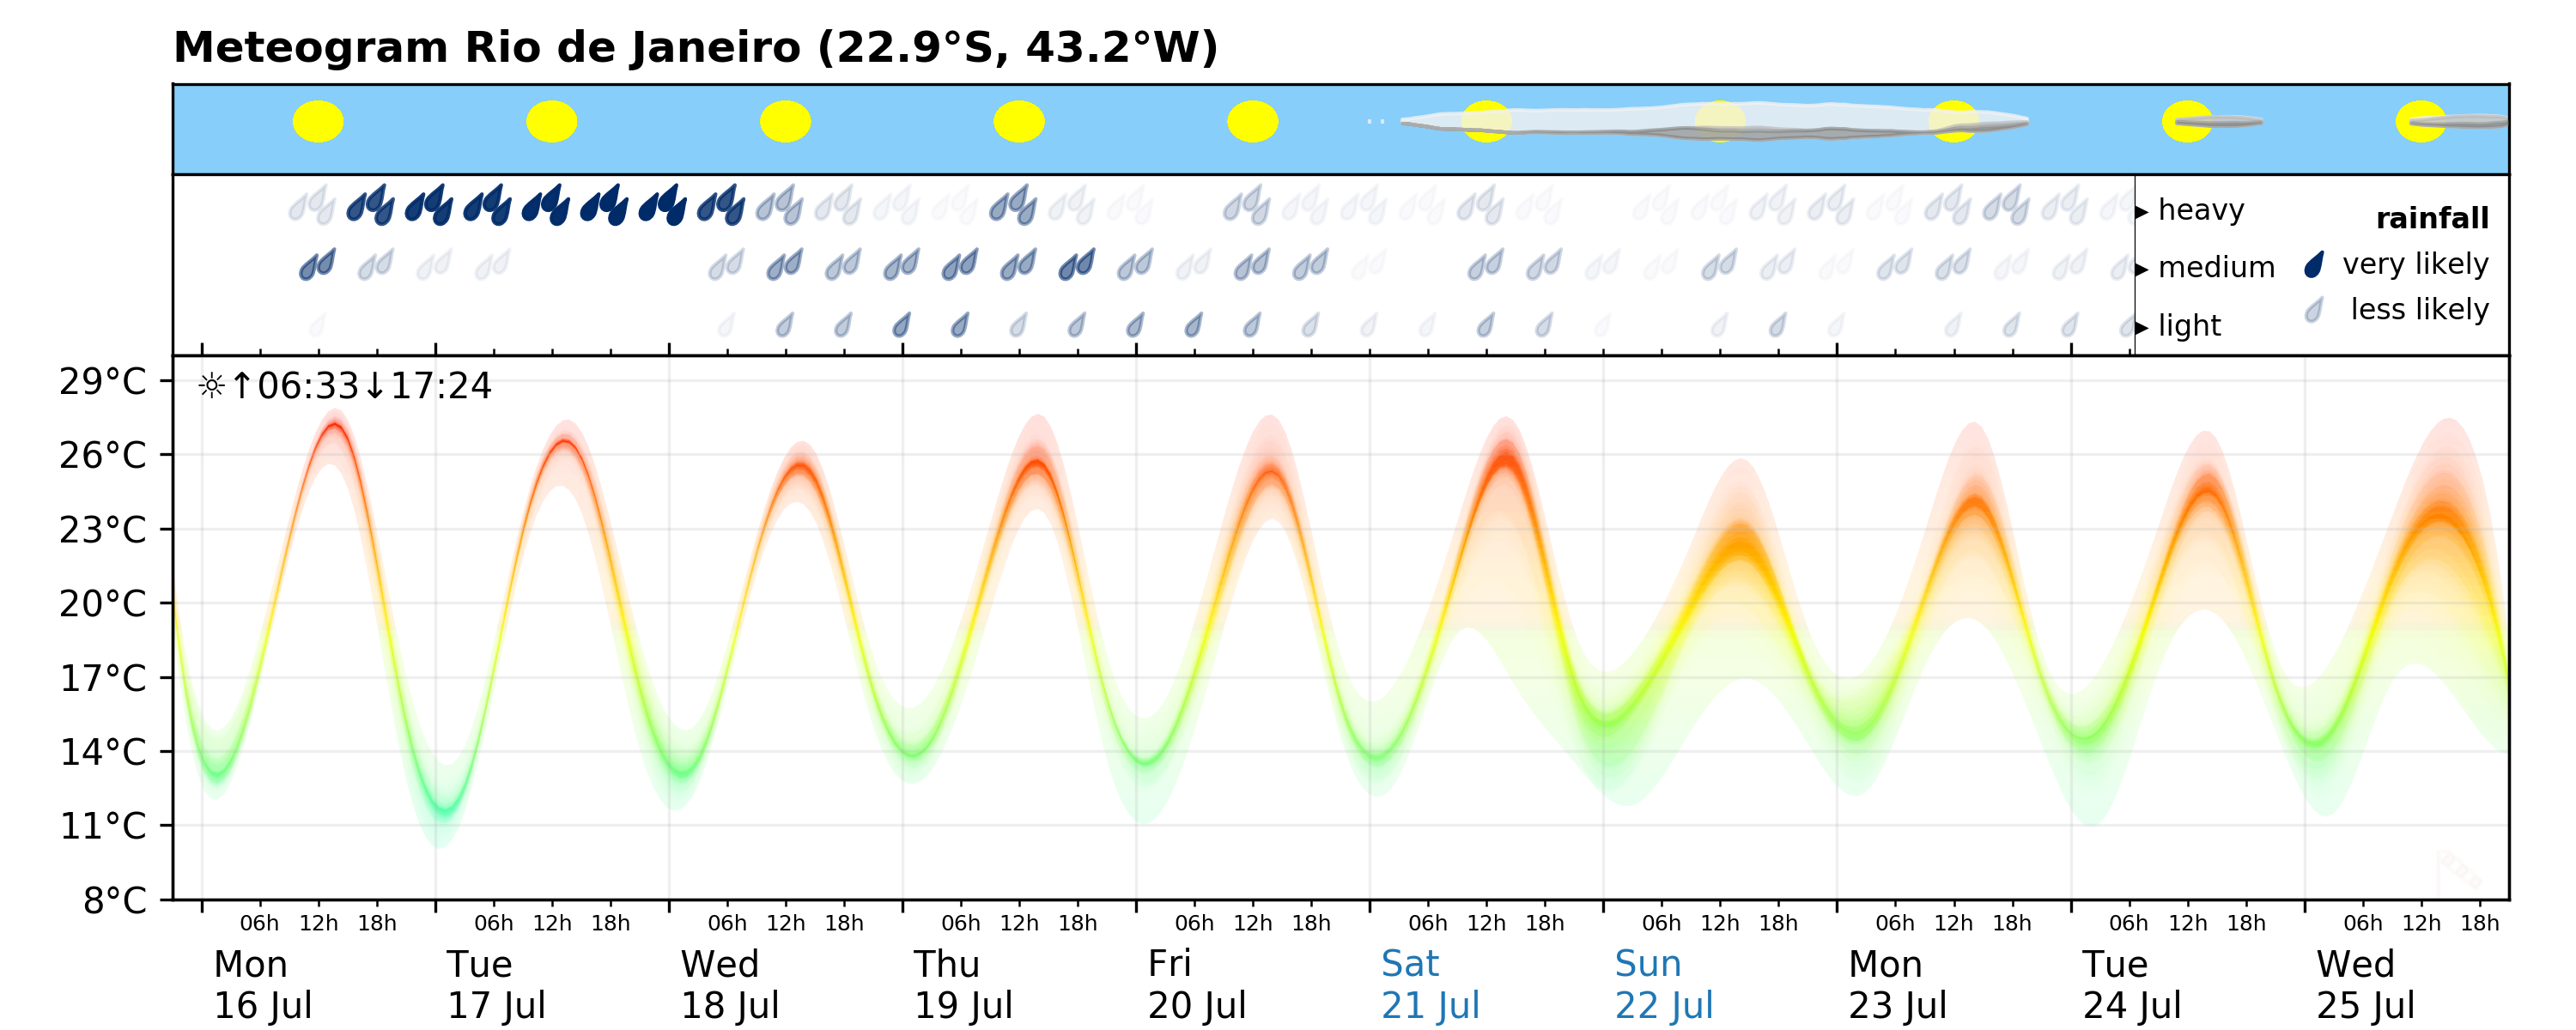 Meteogram Rio de Janeiro (22.9°S, 43.2°W)
▸ heavy
rainfall
▸ medium
very likely
less likely
▸ light
☼↑06:33↓17:24
29°C
26°C
23°C
20°C
17°C
14°C
11°C
8°C
06h 12h 18h 06h 12h 18h 06h 12h 18h 06h 12h 18h 06h 12h 18h 06h 12h 18h 06h 12h 18h 06h 12h 18h 06h 12h 18h 06h 12h 18h
Mon Tue Wed Thu Fri Sat Sun Mon Tue Wed
16 Jul 17 Jul 18 Jul 19 Jul 20 Jul 21 Jul 22 Jul 23 Jul 24 Jul 25 Jul